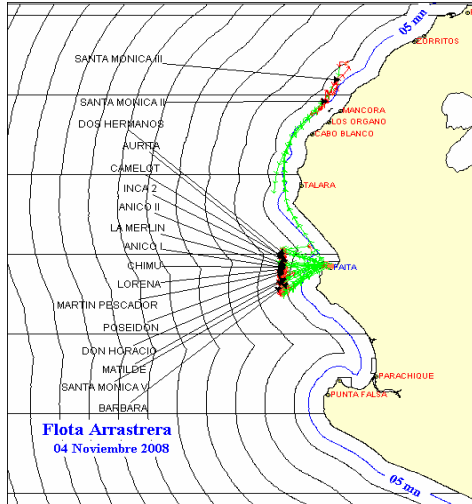 05 mn
ZORRITOS
SANTA MONICA III
SANTA MONICA II
MANCORA
DOS HERMANOS
LOS ORGANO
CABO BLANCO
AURITA
CAMELOT
INCA 2
TALARA
ANICO II
LA MERLIN
ANICO I
CHIMU
PAITA
LORENA
MARTIN PESCADOR
POSEIDON
DON HORACIO
MATILDE
PARACHIQUE
SANTA MONICA V
PUNTA FALSA
BARBARA
Flota Arrastrera
04 Noviembre 2008
05 mn